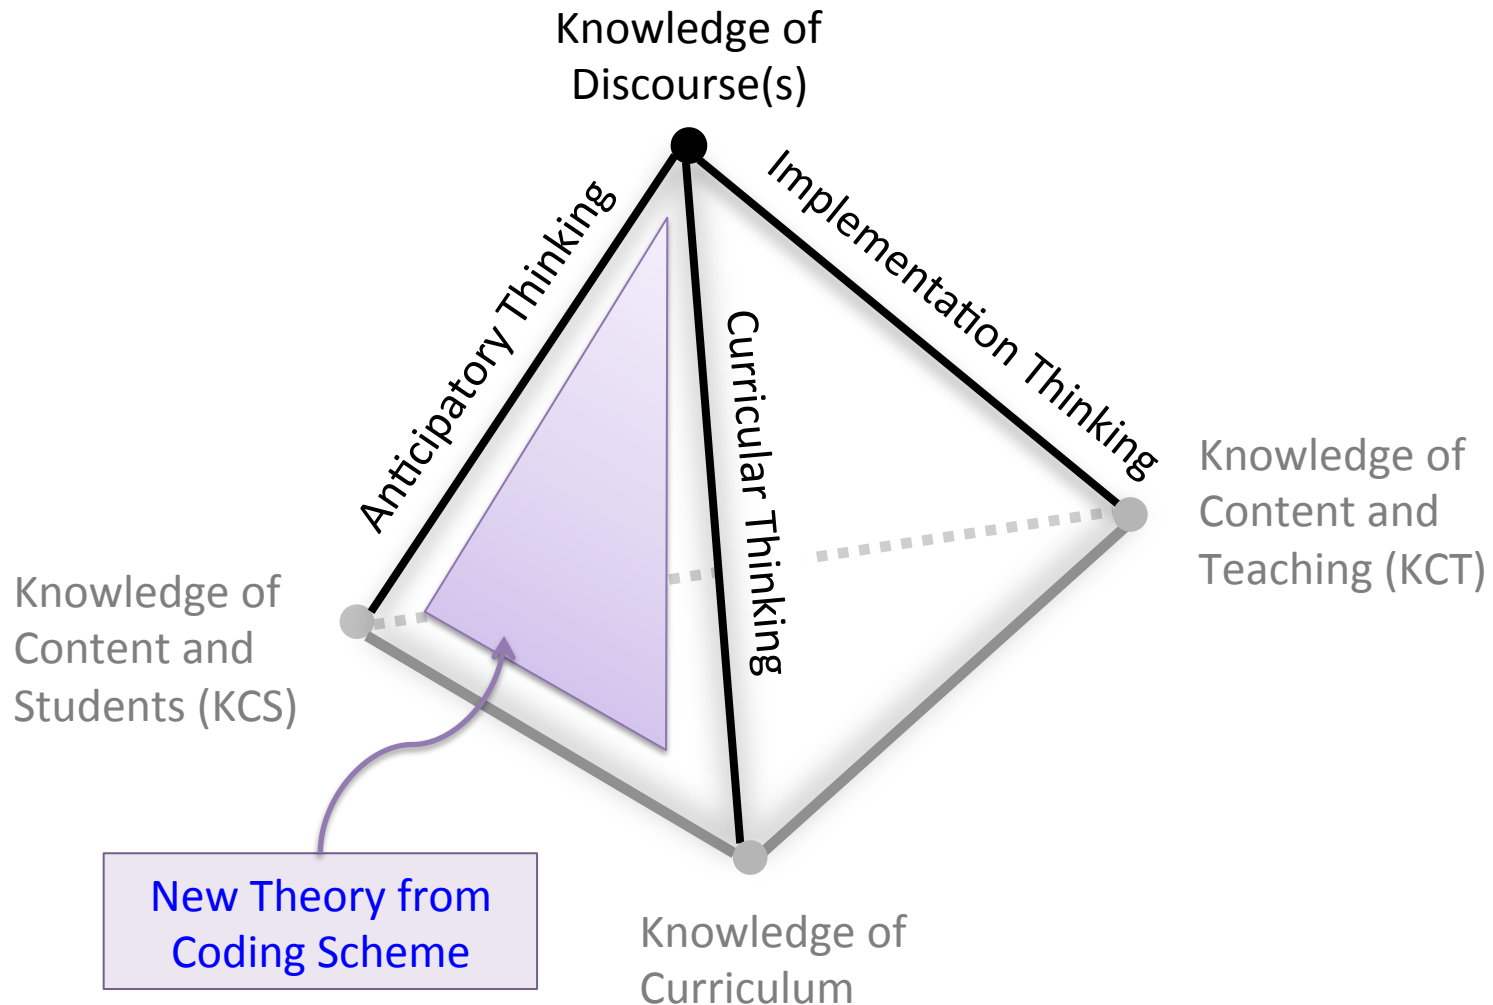 Knowledge of
Discourse(s)
Anticipatory Thinking
Implementation Thinking
Curricular Thinking
Knowledge of
Content and
Teaching (KCT)
Knowledge of
Content and
Students (KCS)
New Theory from
Coding Scheme
Knowledge of
Curriculum